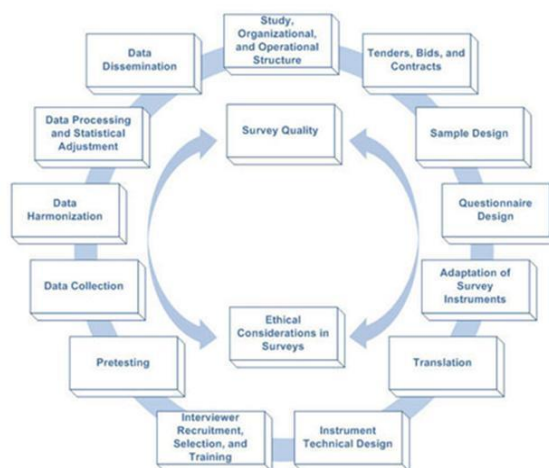 Study,
Organizational,
and Operational
Structure
Tenders, Bids, and
Contracts
Sample Design
Questionnaire
Design
Adaptation of
Survey
Instruments
Translation
Instrument
Technical Design
Interviewer
Recruitment,
Selection, and
Training
Pretesting
Data Collection
Data
Harmonization
Data Processing
and Statistical
Adjustment
Data
Dissemination
Survey Quality
Ethical
Considerations in
Surveys